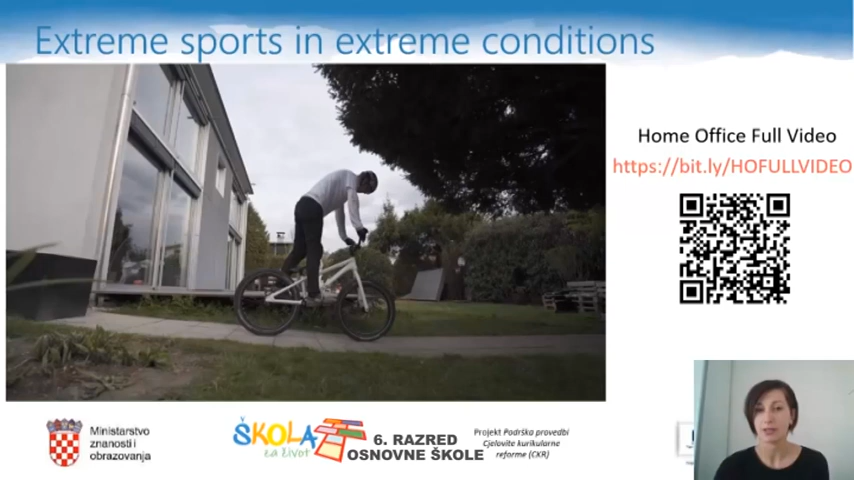 Extreme sports in extreme conditions
Home Office Full Video
https://bit.ly/HOFULLVIDEO
Ministarstvo
znanosti i
obrazovanja
ŠKOLA
za život
6. RAZRED
OSNOVNE ŠKOLE
Projekt Podrška provedbi
Cjelovite kurikularne
reforme (CKR)